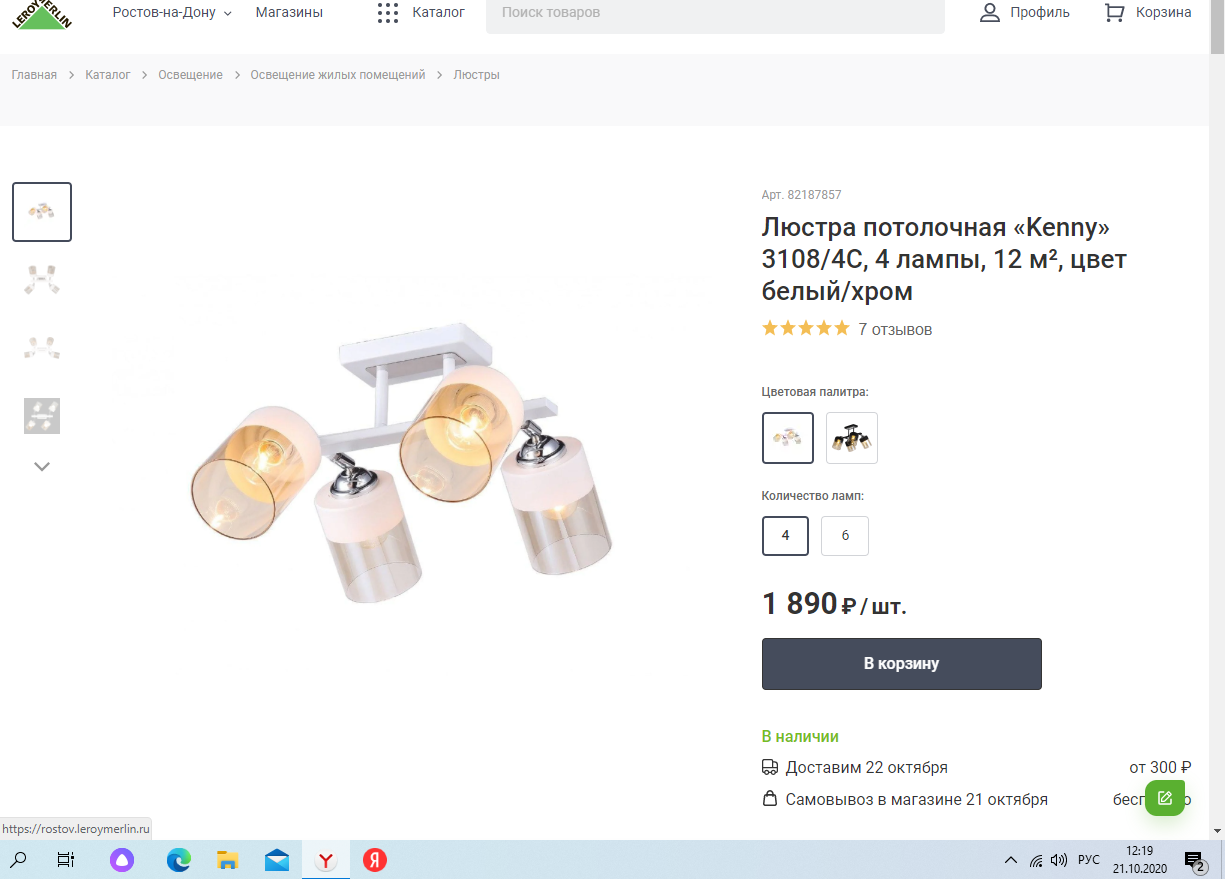 LEROY MERLIN
Ростов-на-Дону Магазины Каталог Поиск товаров Профиль Корзина
Главная Каталог Освещение Освещение жилых помещений Люстры
Арт. 82187857
Люстра потолочная «Kenny»
3108/4C, 4 лампы, 12 м², цвет
белый/хром
7 отзывов
Цветовая палитра:
Количество ламп:
4 6
1 890 ₽ / шт.
В корзину
В наличии
Доставим 22 октября от 300 ₽
Самовывоз в магазине 21 октября
https://rostov.leroymerlin.ru
Y Я РУС 12:19
21.10.2020 2